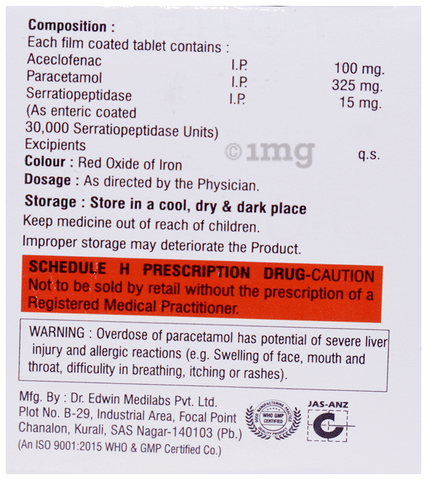 Composition :
Each film coated tablet contains :
Aceclofenac I.P. 100 mg.
Paracetamol I.P. 325 mg.
Serratiopeptidase I.P. 15 mg.
(As enteric coated
30,000 Serratiopeptidase Units)
Excipients q.s.
©1mg
Colour : Red Oxide of Iron
Dosage : As directed by the Physician.
Storage : Store in a cool, dry & dark place
Keep medicine out of reach of children.
Improper storage may deteriorate the Product.
SCHEDULE H PRESCRIPTION DRUG-CAUTION
Not to be sold by retail without the prescription of a
Registered Medical Practitioner.
WARNING : Overdose of paracetamol has potential of severe liver
injury and allergic reactions (e.g. Swelling of face, mouth and
throat, difficulty in breathing, itching or rashes).
Mfg. By : Dr. Edwin Medilabs Pvt. Ltd.
Plot No. B-29, Industrial Area, Focal Point
Chanalon, Kurali, SAS Nagar-140103 (Pb.)
(An ISO 9001:2015 WHO & GMP Certified Co.)
WHO GMP
CERTIFIED
JAS-ANZ